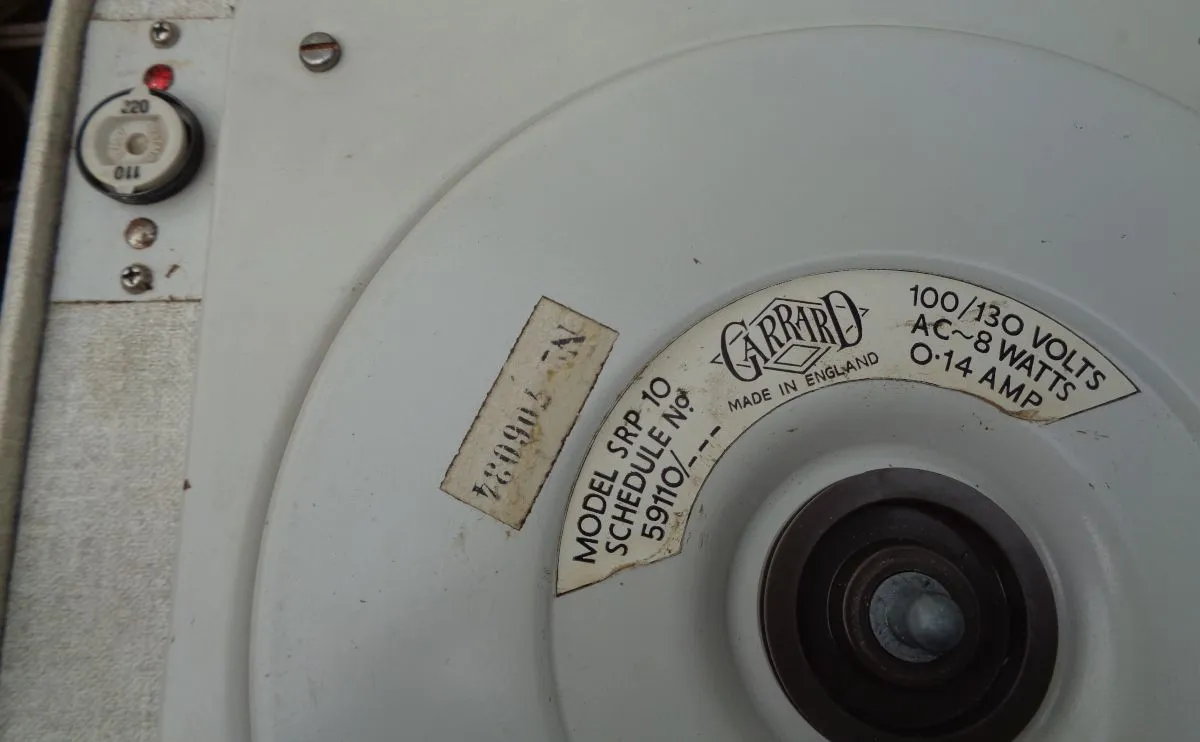 220
110
GARRARD
MADE IN ENGLAND
100/130 VOLTS
AC~8 WATTS
0·14 AMP
MODEL SRP 10
SCHEDULE Nº
59110/---